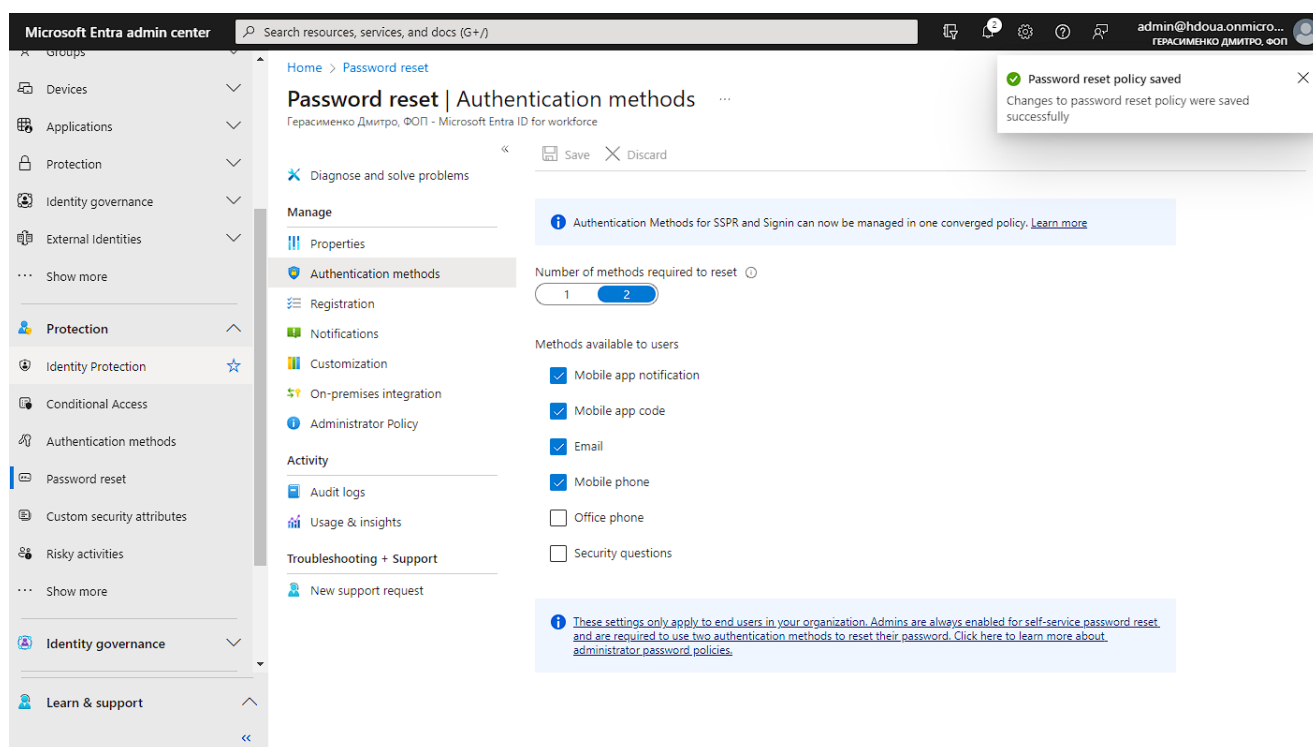 Microsoft Entra admin center
Search resources, services, and docs (G+/)
2
admin@hdoua.onmicro...
ГЕРАСИМЕНКО ДМИТРО, ФОП
Groups
Devices
Applications
Protection
Identity governance
External Identities
Show more
Protection
Identity Protection
Conditional Access
Authentication methods
Password reset
Custom security attributes
Risky activities
Show more
Identity governance
Learn & support
Home > Password reset
Password reset | Authentication methods
Герасименко Дмитро, ФОП - Microsoft Entra ID for workforce
Password reset policy saved
Changes to password reset policy were saved
successfully
Diagnose and solve problems
Manage
Properties
Authentication methods
Registration
Notifications
Customization
On-premises integration
Administrator Policy
Activity
Audit logs
Usage & insights
Troubleshooting + Support
New support request
Save
Discard
Authentication Methods for SSPR and Signin can now be managed in one converged policy. Learn more
Number of methods required to reset
1
2
Methods available to users
Mobile app notification
Mobile app code
Email
Mobile phone
Office phone
Security questions
These settings only apply to end users in your organization. Admins are always enabled for self-service password reset
and are required to use two authentication methods to reset their password. Click here to learn more about
administrator password policies.